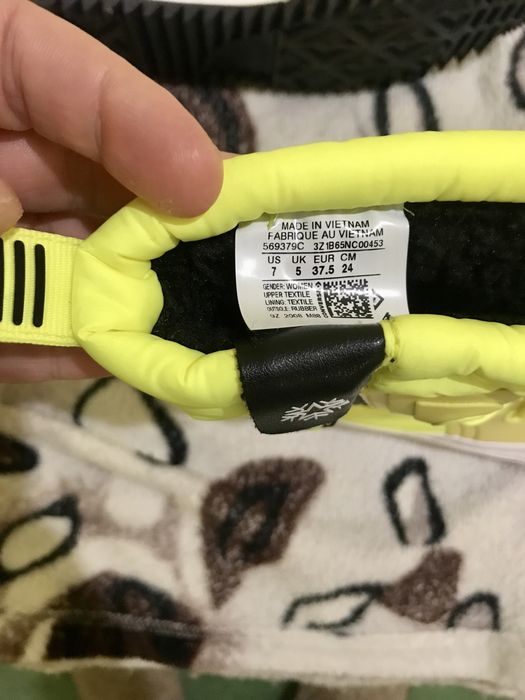 MADE IN VIETNAM
FABRIQUE AU VIETNAM
569379C 3Z1B65NC00453
US UK EUR CM
7 5 37.5 24
GENDER: WOMEN
UPPER: TEXTILE
LINING: TEXTILE
OUTSOLE: RUBBER